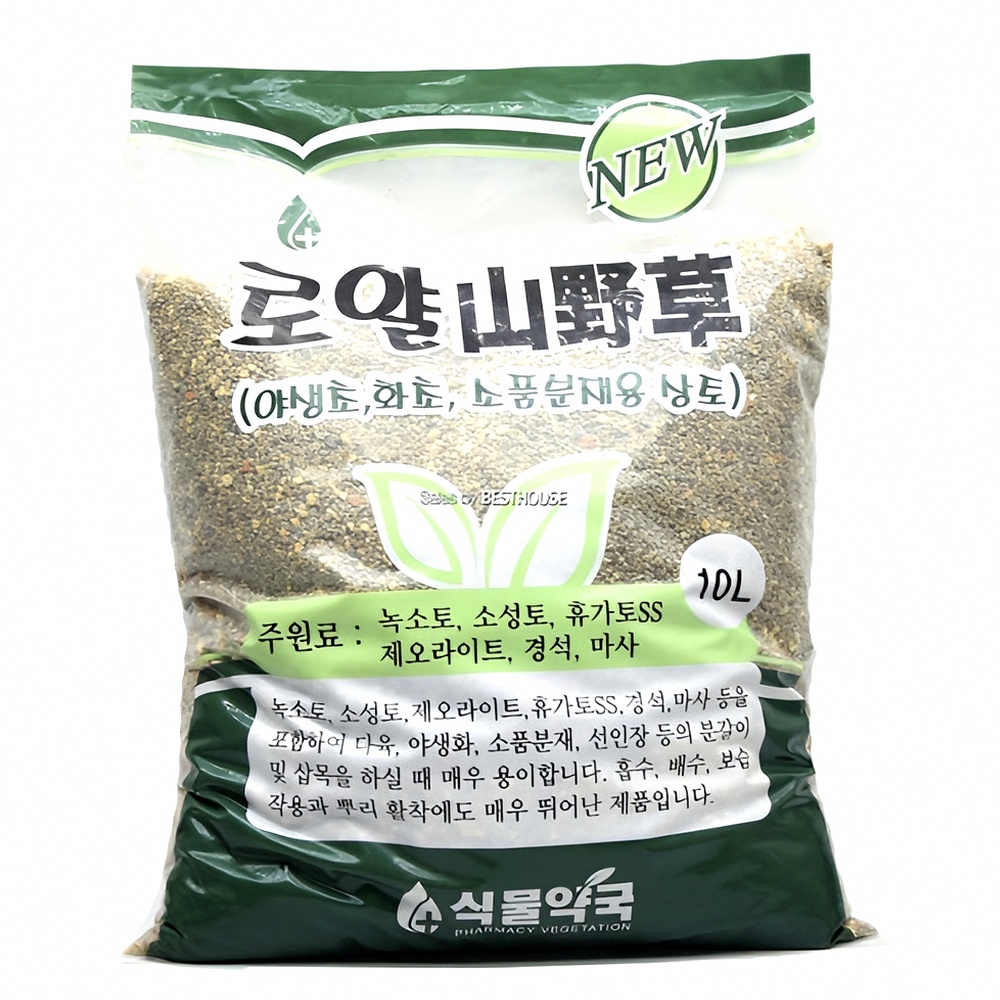 NEW
로얄山野草
(야생초,화초, 소품분재용 상토)
Sales by BESTHOUSE
10L
주원료 : 녹소토, 소성토, 휴가토SS
제오라이트, 경석, 마사
녹소토, 소성토,제오라이트,휴가토SS,경석,마사 등을
포함하여 다육, 야생화, 소품분재, 선인장 등의 분갈이
및 삽목을 하실 때 매우 용이합니다. 흡수, 배수, 보습
작용과 뿌리 활착에도 매우 뛰어난 제품입니다.
식물약국
PHARMACY VEGETATION